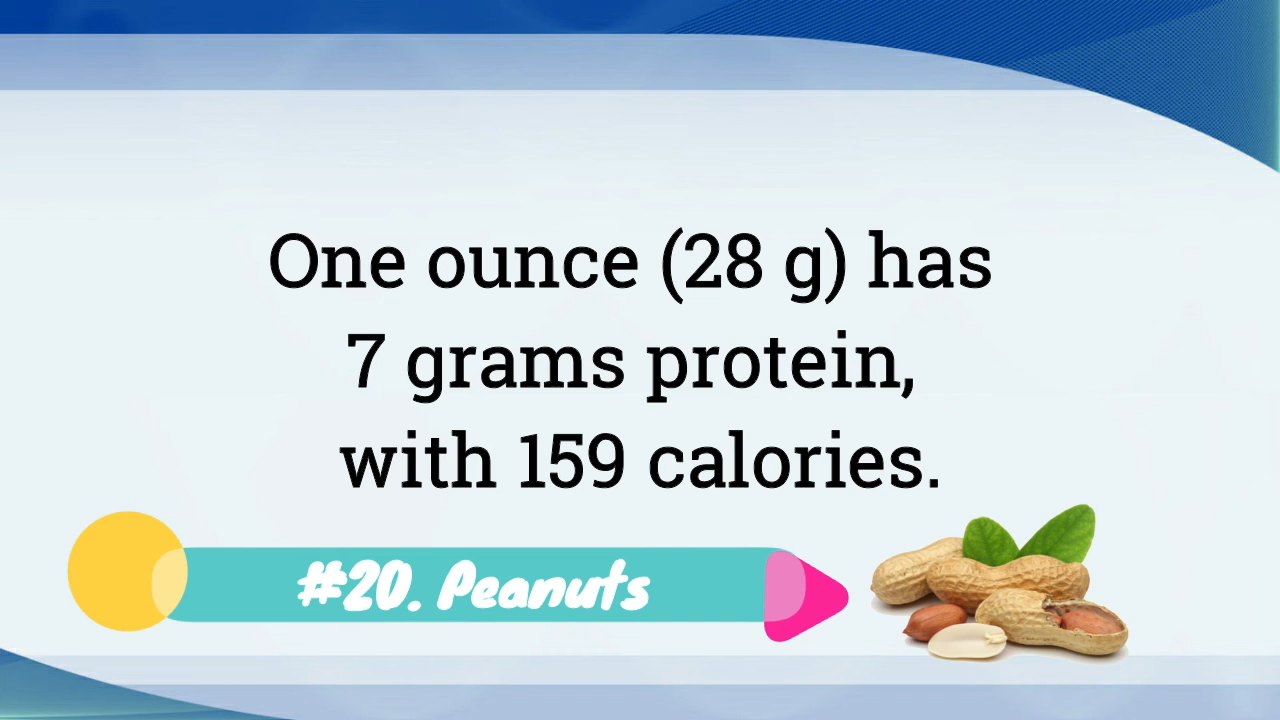 One ounce (28 g) has
7 grams protein,
with 159 calories.
#20. Peanuts